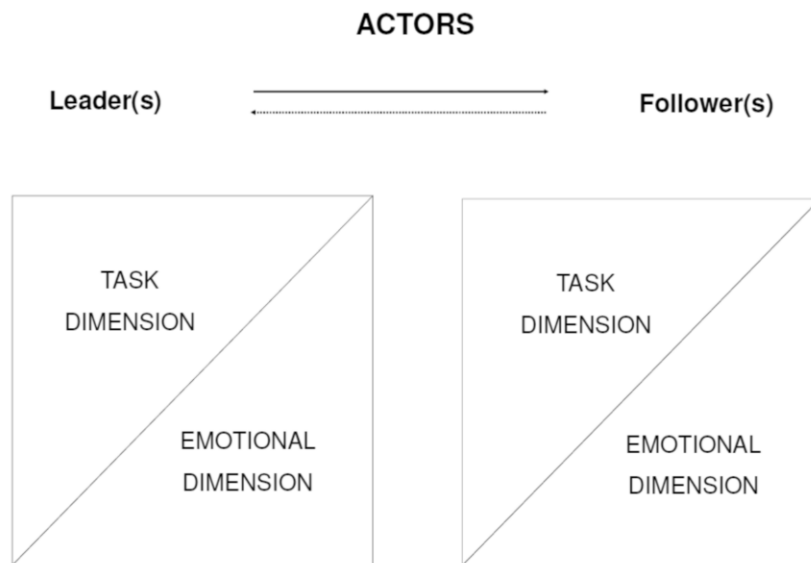 ACTORS
Leader(s)
Follower(s)
TASK
DIMENSION
EMOTIONAL
DIMENSION
TASK
DIMENSION
EMOTIONAL
DIMENSION